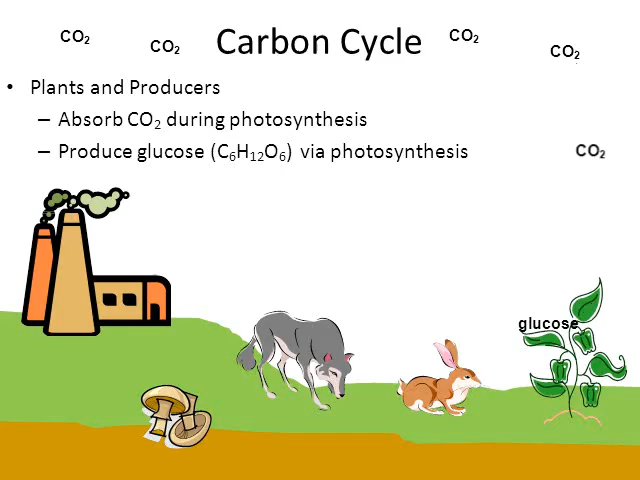 CO₂
CO₂
Carbon Cycle
CO₂
CO₂
• Plants and Producers
– Absorb CO₂ during photosynthesis
– Produce glucose (C₆H₁₂O₆) via photosynthesis
CO₂
glucose